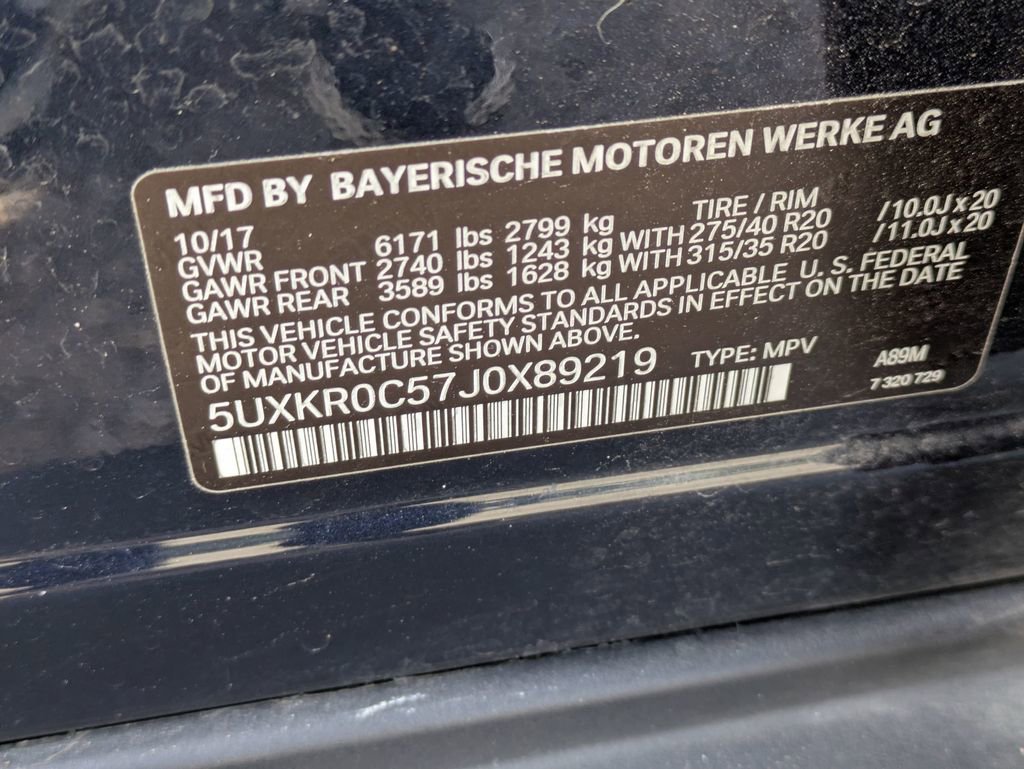 MFD BY BAYERISCHE MOTOREN WERKE AG
10/17 TIRE / RIM
GVWR 6171 lbs 2799 kg
GAWR FRONT 2740 lbs 1243 kg WITH 275/40 R20 /10.0J x 20
GAWR REAR 3589 lbs 1628 kg WITH 315/35 R20 /11.0J x 20
THIS VEHICLE CONFORMS TO ALL APPLICABLE U. S. FEDERAL
MOTOR VEHICLE SAFETY STANDARDS IN EFFECT ON THE DATE
OF MANUFACTURE SHOWN ABOVE.
5UXKR0C57J0X89219 TYPE: MPV A89M
7 320 729